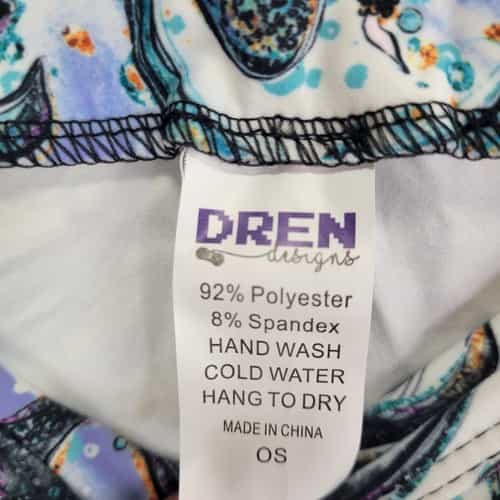 DREN
designs
92% Polyester
8% Spandex
HAND WASH
COLD WATER
HANG TO DRY
MADE IN CHINA
OS